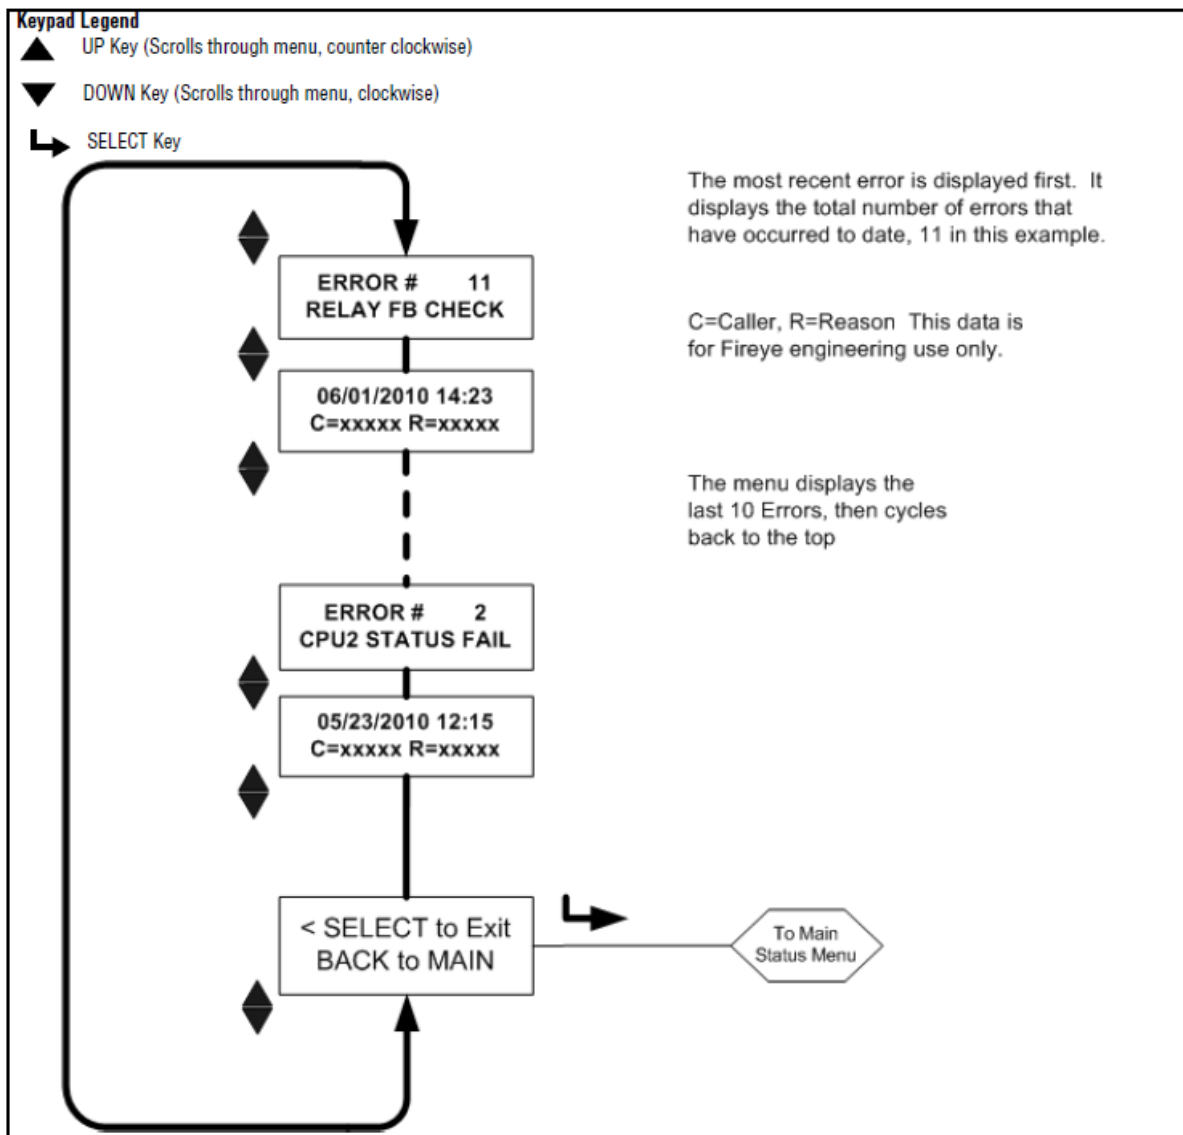 Keypad Legend
UP Key (Scrolls through menu, counter clockwise)
DOWN Key (Scrolls through menu, clockwise)
SELECT Key
The most recent error is displayed first. It
displays the total number of errors that
have occurred to date, 11 in this example.
ERROR # 11
RELAY FB CHECK
C=Caller, R=Reason This data is
for Fireye engineering use only.
06/01/2010 14:23
C=xxxxx R=xxxxx
The menu displays the
last 10 Errors, then cycles
back to the top
ERROR # 2
CPU2 STATUS FAIL
05/23/2010 12:15
C=xxxxx R=xxxxx
< SELECT to Exit
BACK to MAIN
To Main
Status Menu